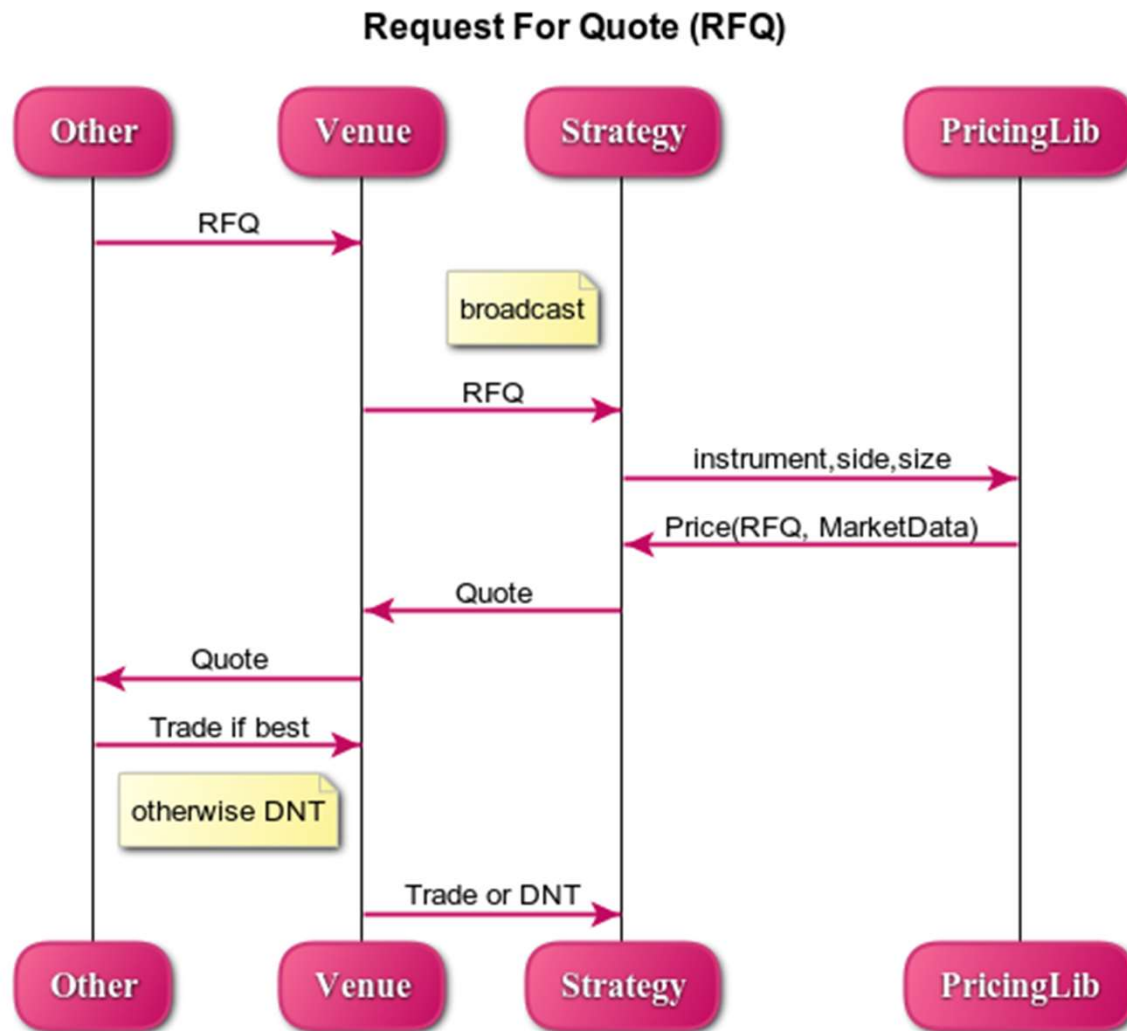 Request For Quote (RFQ)
Other
Venue
Strategy
PricingLib
RFQ
broadcast
RFQ
instrument,side,size
Price(RFQ, MarketData)
Quote
Quote
Trade if best
otherwise DNT
Trade or DNT
Other
Venue
Strategy
PricingLib